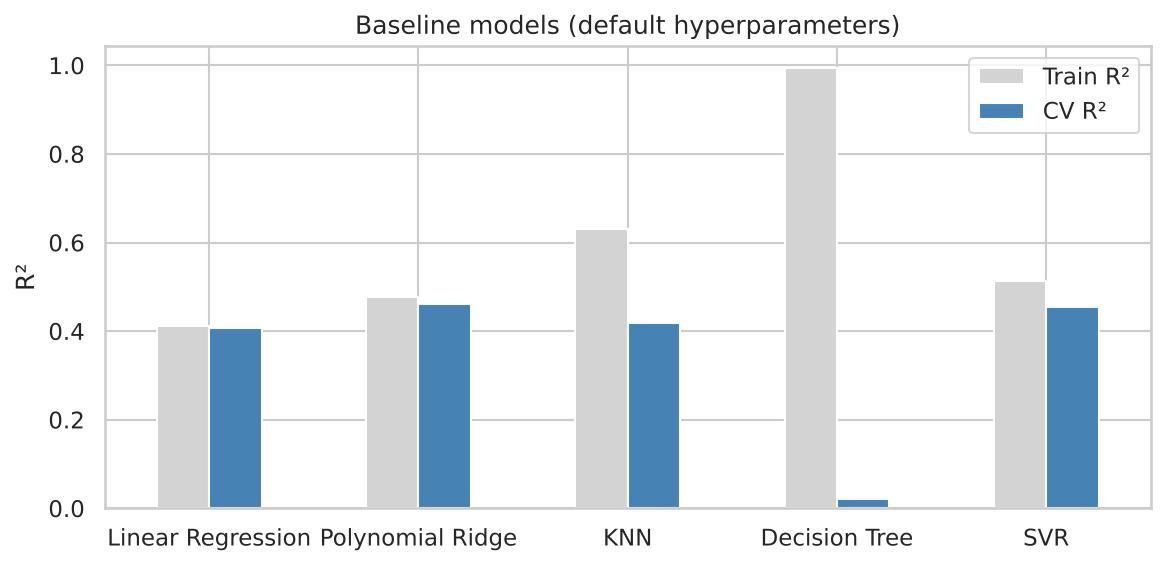 Baseline models (default hyperparameters)
Train R²
CV R²
R²
1.0
0.8
0.6
0.4
0.2
0.0
Linear Regression Polynomial Ridge KNN Decision Tree SVR